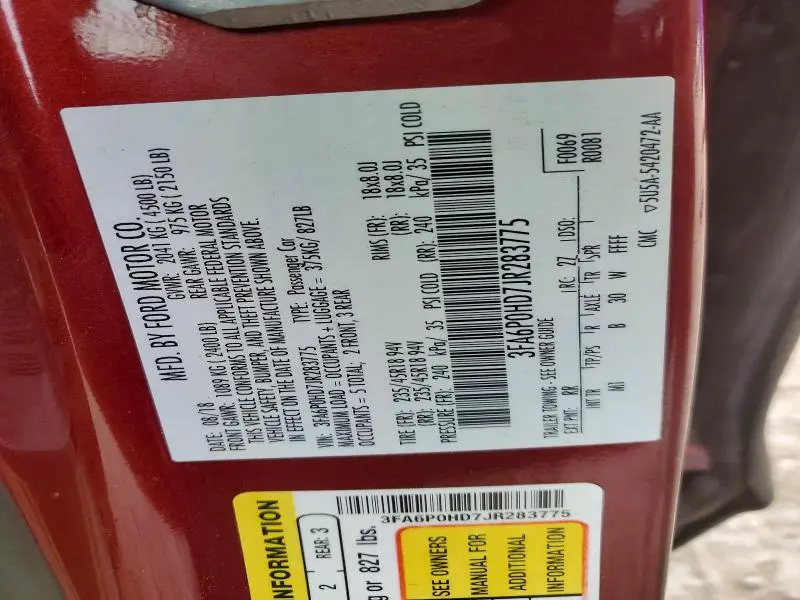 MFD. BY FORD MOTOR CO.
DATE: 08/18 GVWR: 2041 KG ( 4500 LB)
FRONT GAWR: 1089 KG ( 2400 LB) REAR GAWR: 975 KG ( 2150 LB)
THIS VEHICLE CONFORMS TO ALL APPLICABLE FEDERAL MOTOR
VEHICLE SAFETY, BUMPER, AND THEFT PREVENTION STANDARDS
IN EFFECT ON THE DATE OF MANUFACTURE SHOWN ABOVE.
VIN: 3FA6P0HD7JR283775 TYPE: Passenger Car
MAXIMUM LOAD = OCCUPANTS + LUGGAGE = 375KG/ 827LB
OCCUPANTS = 5 TOTAL; 2 FRONT, 3 REAR
TIRE (FR): 235/45R18 94V RIMS (FR): 18x8.0J
(RR): 235/45R18 94V (RR): 18x8.0J
PRESSURE (FR): 240 kPa/ 35 PSI COLD (RR): 240 kPa/ 35 PSI COLD
3FA6P0HD7JR283775
TRAILER TOWING - SEE OWNER GUIDE
F0069
R0081
EXT PNT: RR RC: 27 DSO:
INT TR TP/PS R AXLE TR SPR
M1 B 30 W FFFF
CMC ▽5U5A-5420472-AA
3FA6P0HD7JR283775
NFORMATION
2 REAR: 3
g or 827 lbs.
SEE OWNERS
MANUAL FOR
ADDITIONAL
INFORMATION